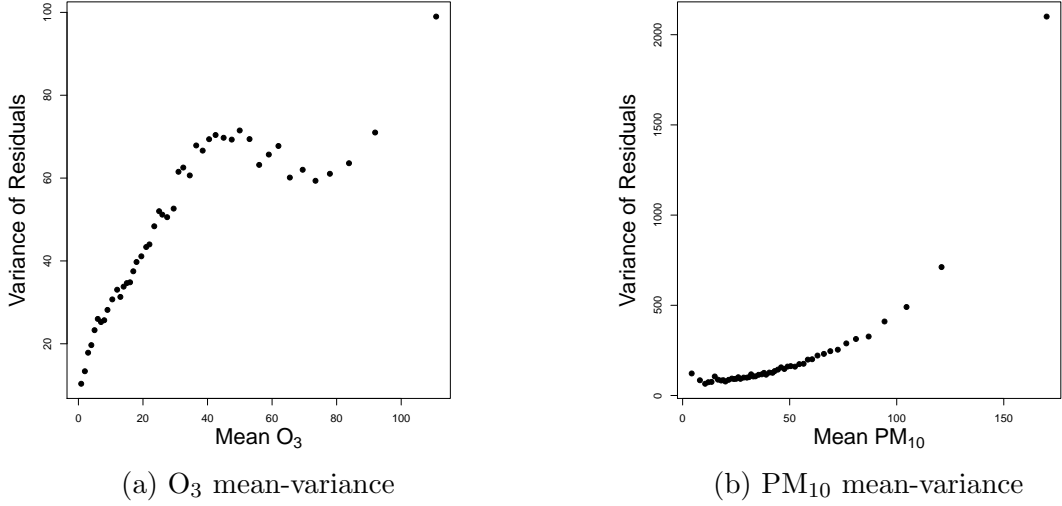 Variance of Residuals
100
80
60
40
20
0 20 40 60 80 100
Mean O₃
(a) O₃ mean-variance
Variance of Residuals
2000
1500
1000
500
0
0 50 100 150
Mean PM₁₀
(b) PM₁₀ mean-variance